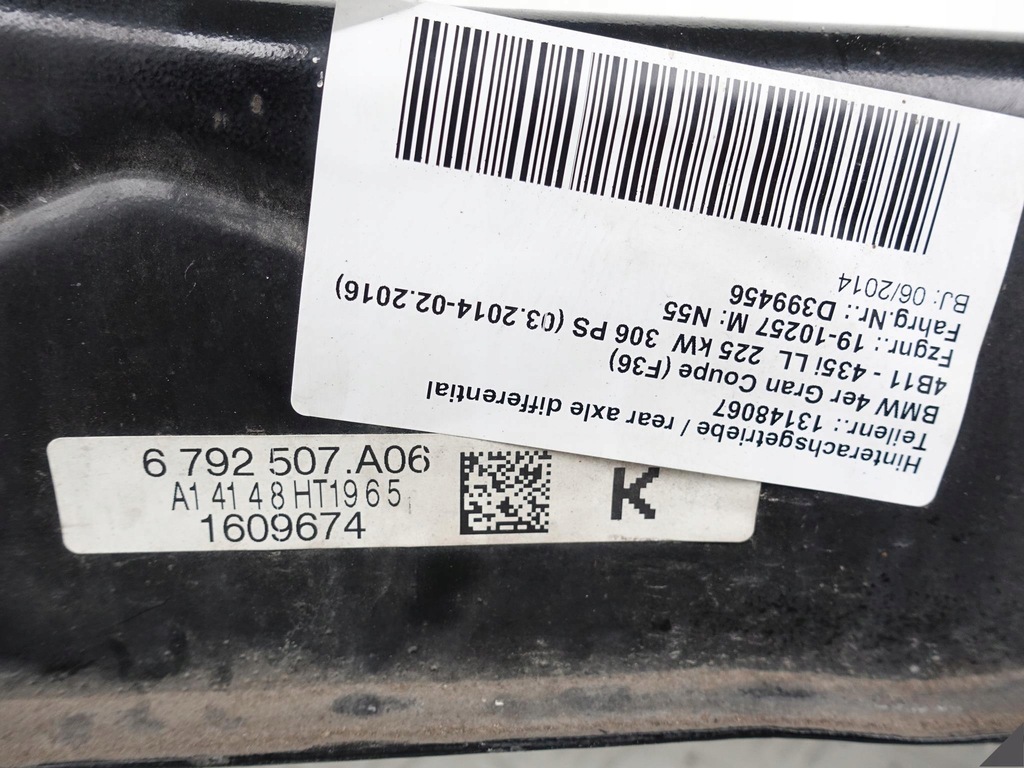 Hinterachsgetriebe / rear axle differential
Teilenr.: 13148067
BMW 4er Gran Coupe (F36)
4B11 - 435i LL 225 kW 306 PS (03.2014-02.2016)
Fzgnr.: 19-10257 M: N55
Fahrg.Nr.: D399456
BJ: 06/2014
6 792 507.A06
A1 41 4 8 HT1965
1609674
K